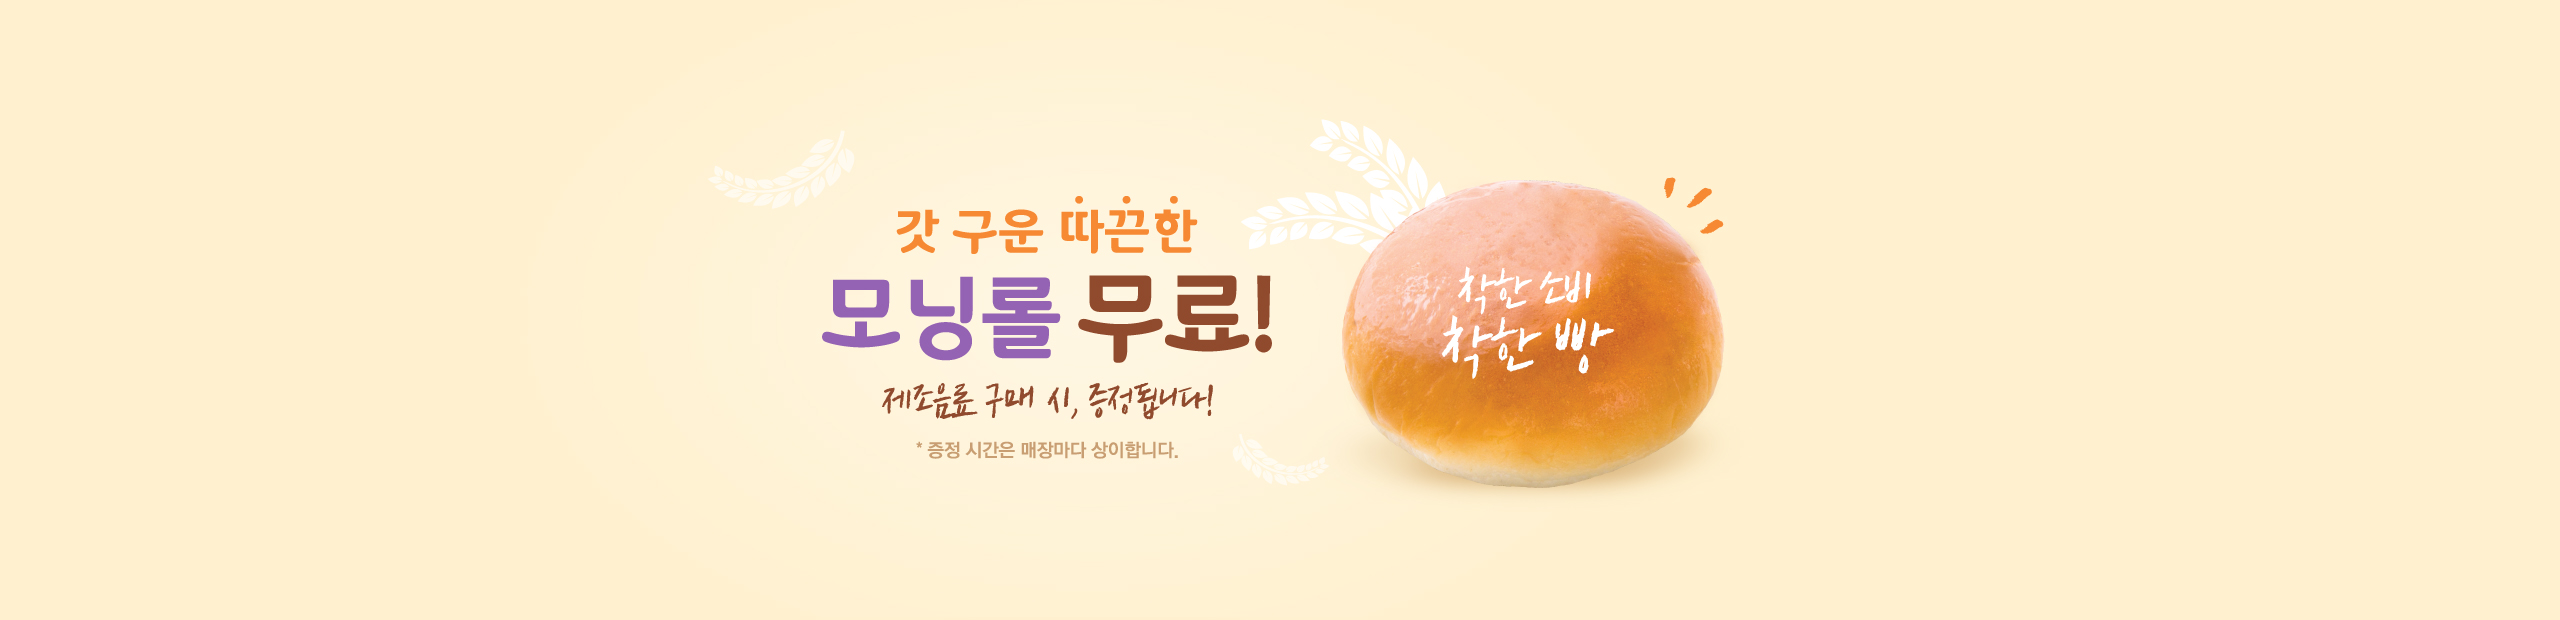 갓 구운 따끈한
모닝롤 무료!
제조음료 구매 시, 증정됩니다!
* 증정 시간은 매장마다 상이합니다.
착한 소비
착한 빵